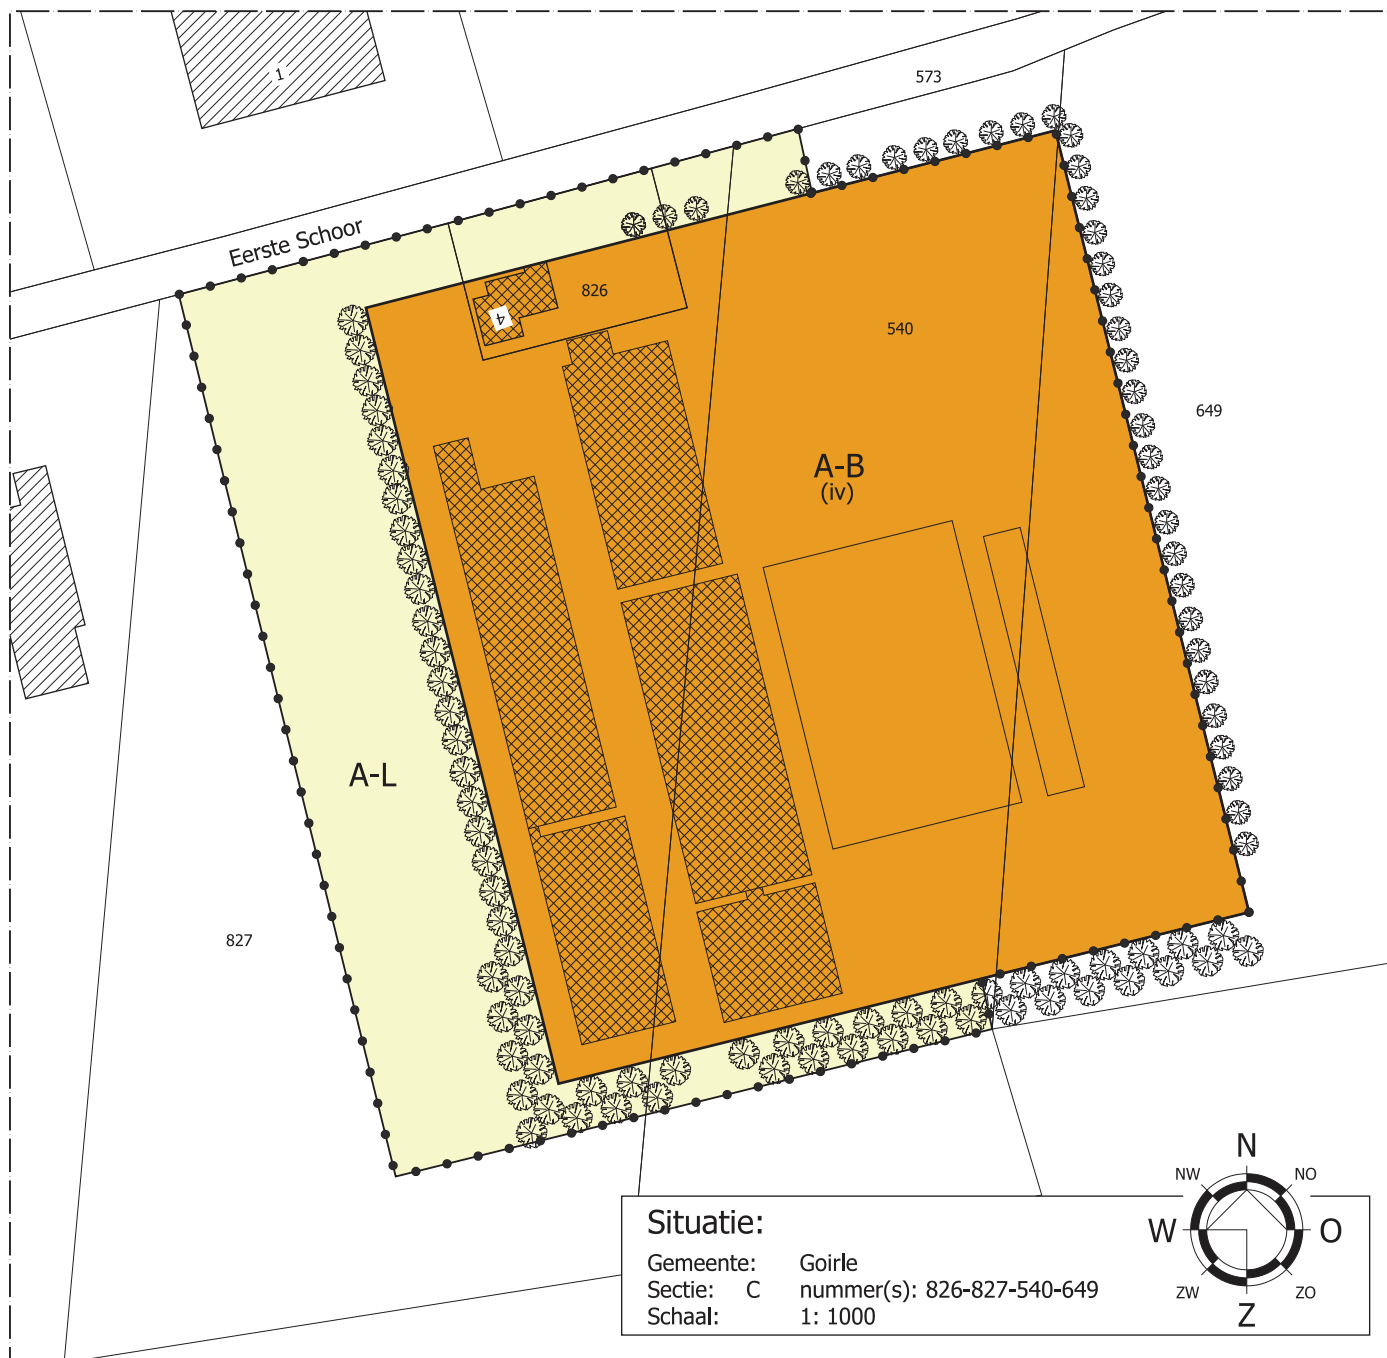 1
573
Eerste Schoor
826
4
540
649
A-B
(iv)
A-L
827
Situatie:
Gemeente: Goirle
Sectie: C nummer(s): 826-827-540-649
Schaal: 1: 1000
N
NW NO
W O
ZW ZO
Z